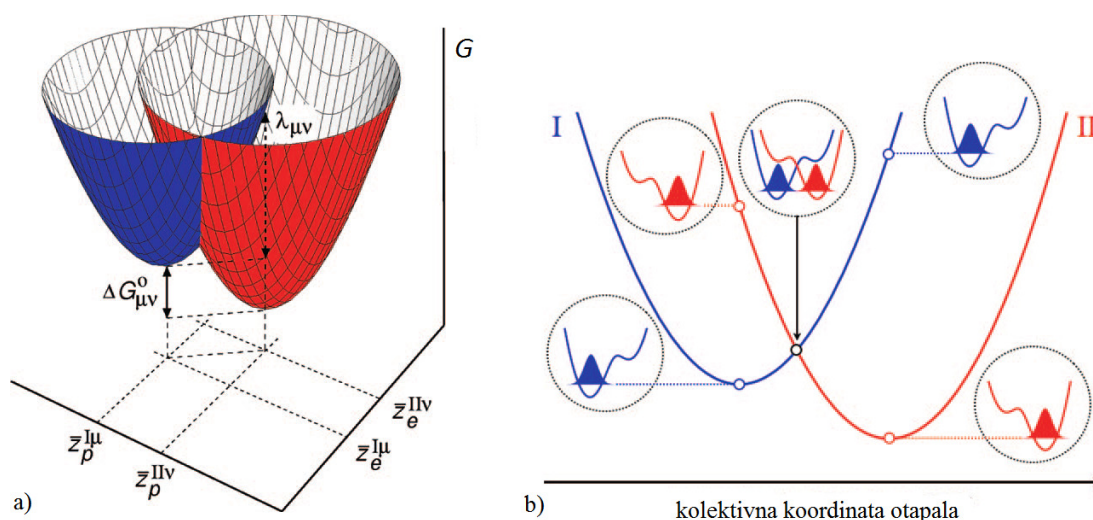 G
λμν
ΔG°μν
z̄pIμ
z̄pIIν
z̄eIIν
z̄eIμ
a)
I
II
b)
kolektivna koordinata otapala